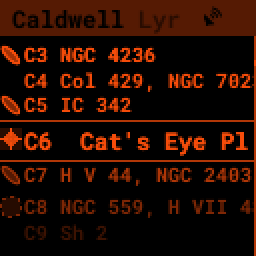 Caldwell Lyr
C3 NGC 4236
C4 Col 429, NGC 702
C5 IC 342
C6 Cat's Eye Pl
C7 H V 44, NGC 2403
C8 NGC 559, H VII 4
C9 Sh 2